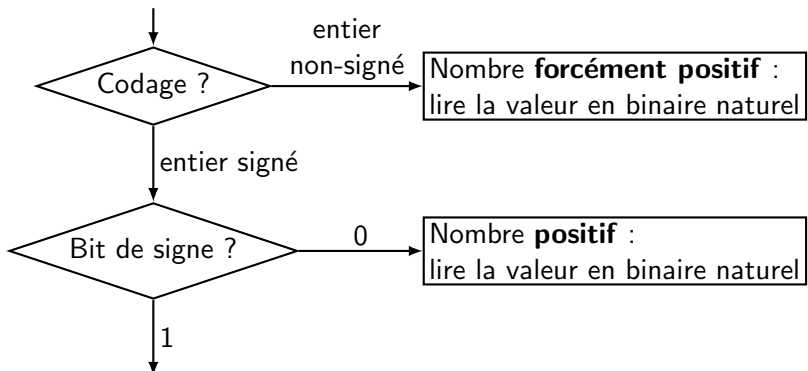 entier
non-signé
Codage ?
Nombre forcément positif :
lire la valeur en binaire naturel
entier signé
Bit de signe ?
0
Nombre positif :
lire la valeur en binaire naturel
1